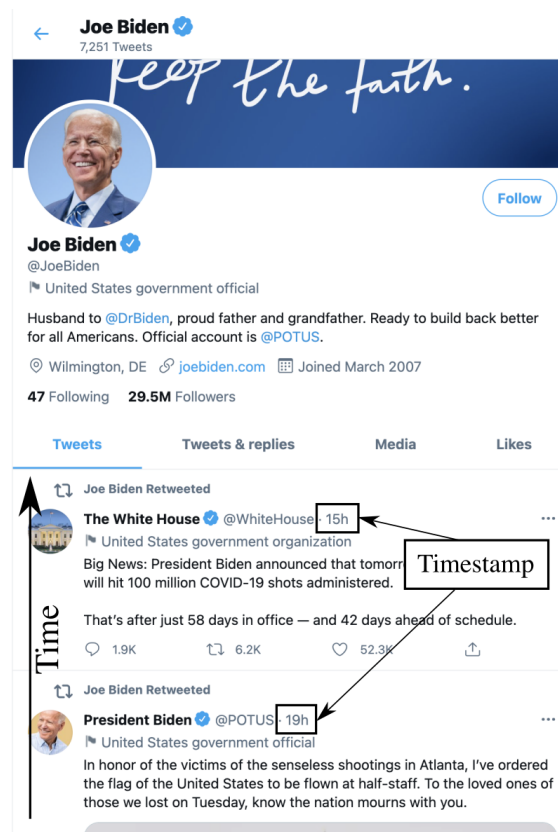 Joe Biden
7,251 Tweets
keep the faith.
Follow
Joe Biden
@JoeBiden
United States government official
Husband to @DrBiden, proud father and grandfather. Ready to build back better
for all Americans. Official account is @POTUS.
Wilmington, DE joebiden.com Joined March 2007
47 Following 29.5M Followers
Tweets Tweets & replies Media Likes
Joe Biden Retweeted
The White House @WhiteHouse · 15h ...
United States government organization
Big News: President Biden announced that
will hit 100 million COVID-19 shots administered.
Timestamp
That's after just 58 days in office — and 42 days ahead of schedule.
1.9K 6.2K 52.3K
Time
Joe Biden Retweeted
President Biden @POTUS · 19h ...
United States government official
In honor of the victims of the senseless shootings in Atlanta, I've ordered
the flag of the United States to be flown at half-staff. To the loved ones of
those we lost on Tuesday, know the nation mourns with you.